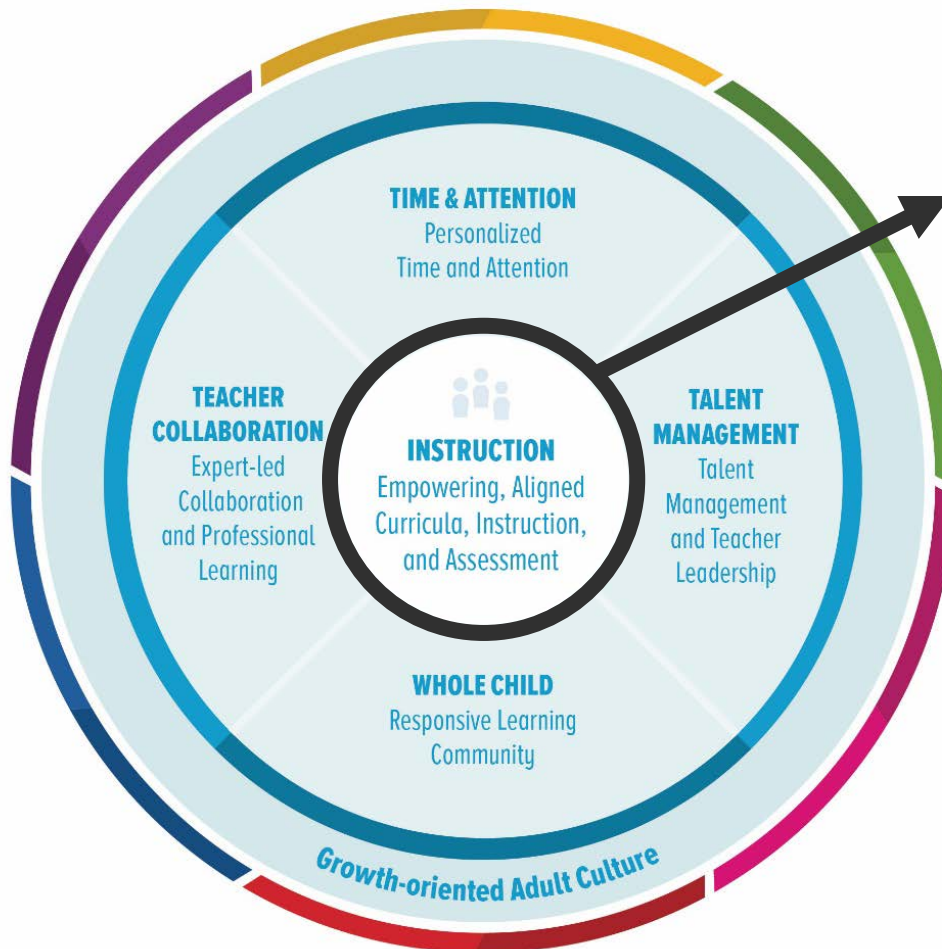 TIME & ATTENTION
Personalized
Time and Attention
TEACHER
COLLABORATION
Expert-led
Collaboration
and Professional
Learning
INSTRUCTION
Empowering, Aligned
Curricula, Instruction,
and Assessment
TALENT
MANAGEMENT
Talent
Management
and Teacher
Leadership
WHOLE CHILD
Responsive Learning
Community
Growth-oriented Adult Culture